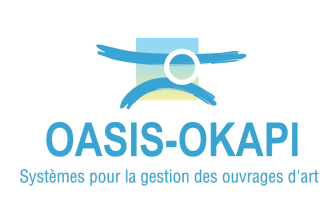 OASIS-OKAPI
Systèmes pour la gestion des ouvrages d'art